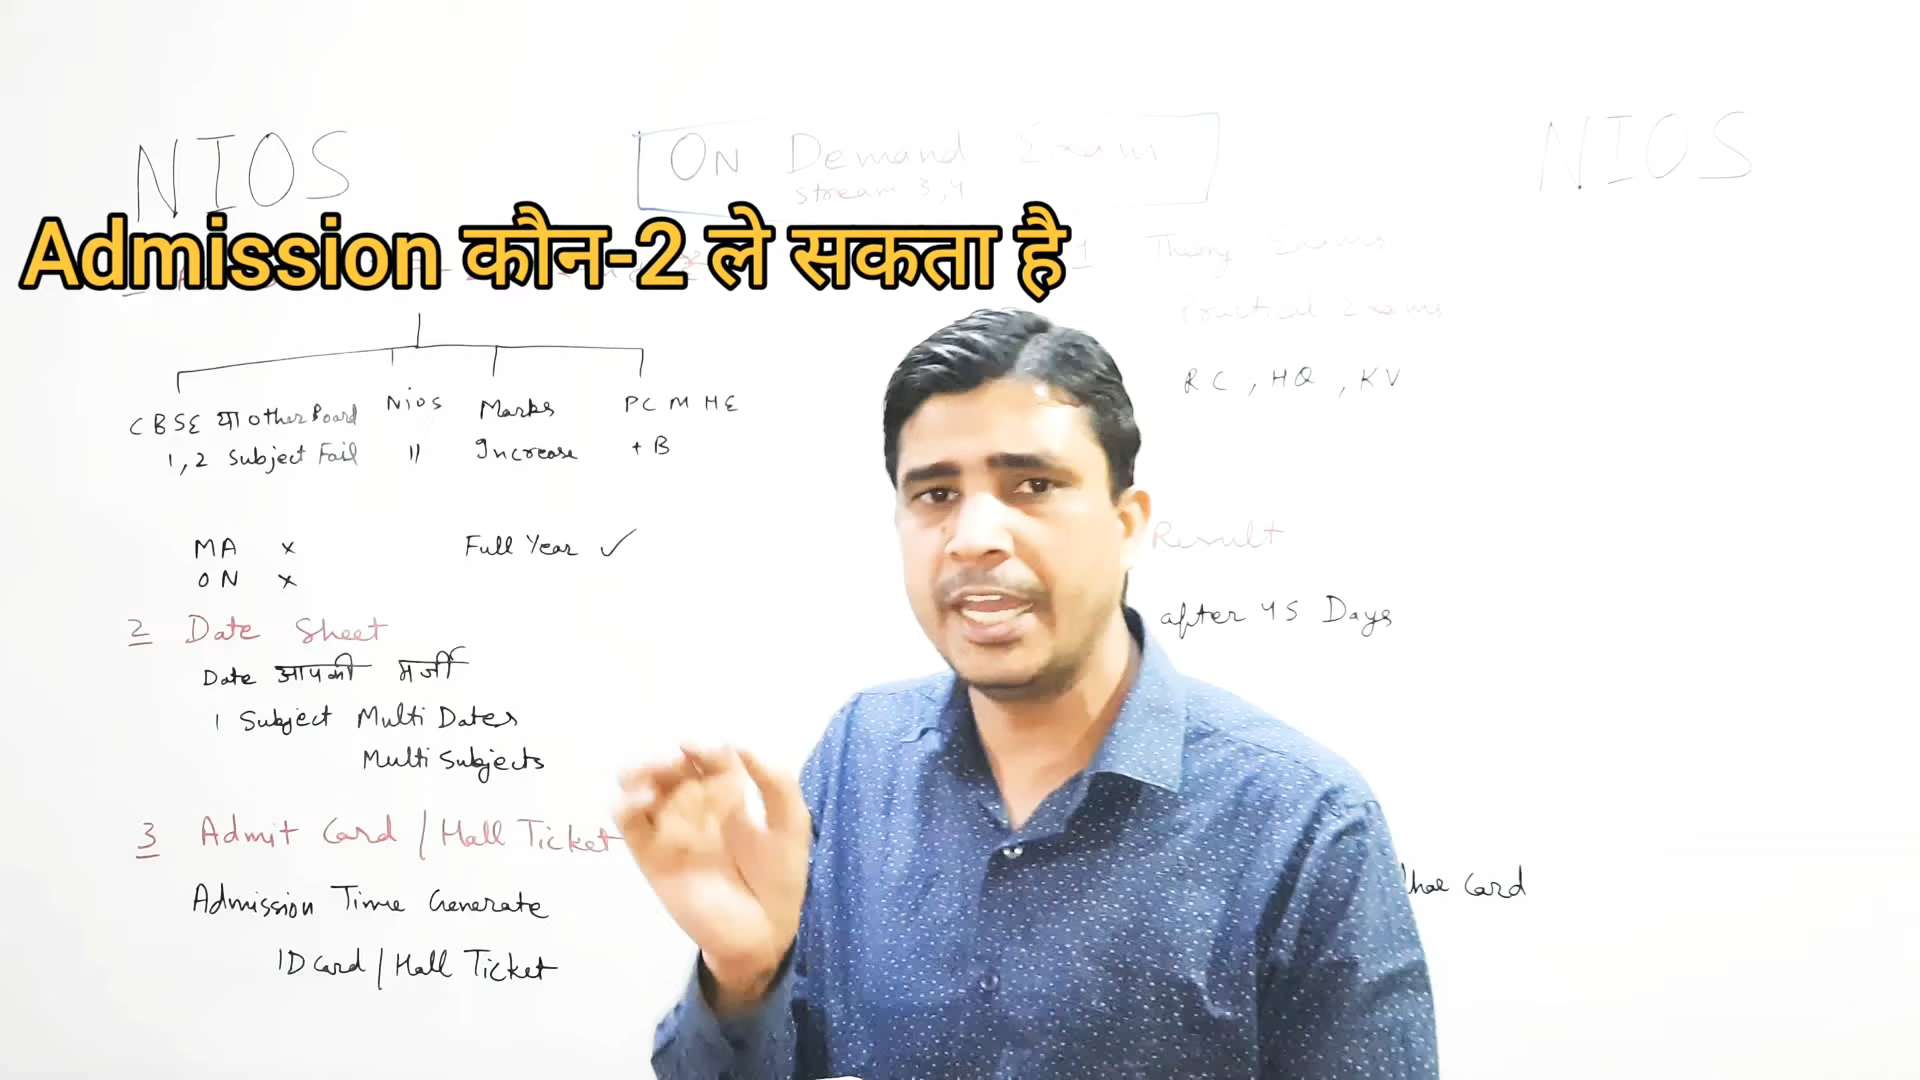 NIOS
ON Demand Exam
Stream 3,4
NIOS
Admission कौन-2 ले सकता है
CBSE या other Board
1,2 Subject Fail
Nios
"
Marks
Increase
PCMHE
+ B
MA x
ON x
Full Year ✓
2 Date Sheet
Date आपकी मर्जी
1 Subject Multi Dates
Multi Subjects
3 Admit Card / Hall Ticket
Admission Time Generate
ID Card / Hall Ticket
Theory Exams
Practical Exams
RC, HQ, KV
Result
after 45 Days
Card